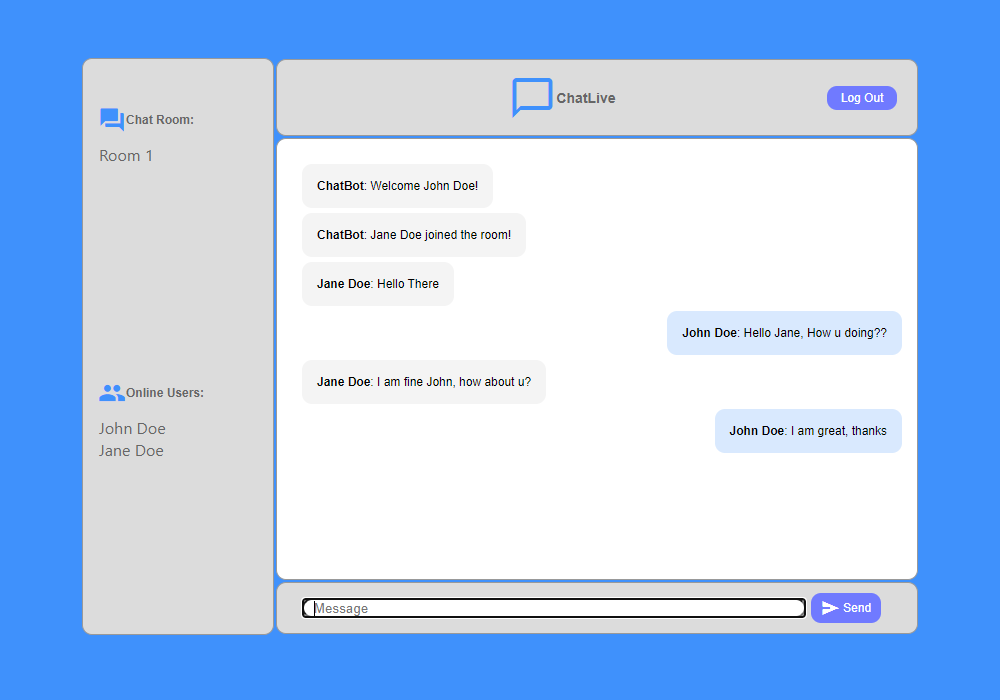 Chat Room:
Room 1
Online Users:
John Doe
Jane Doe
ChatLive
Log Out
ChatBot: Welcome John Doe!
ChatBot: Jane Doe joined the room!
Jane Doe: Hello There
John Doe: Hello Jane, How u doing??
Jane Doe: I am fine John, how about u?
John Doe: I am great, thanks
Message
Send